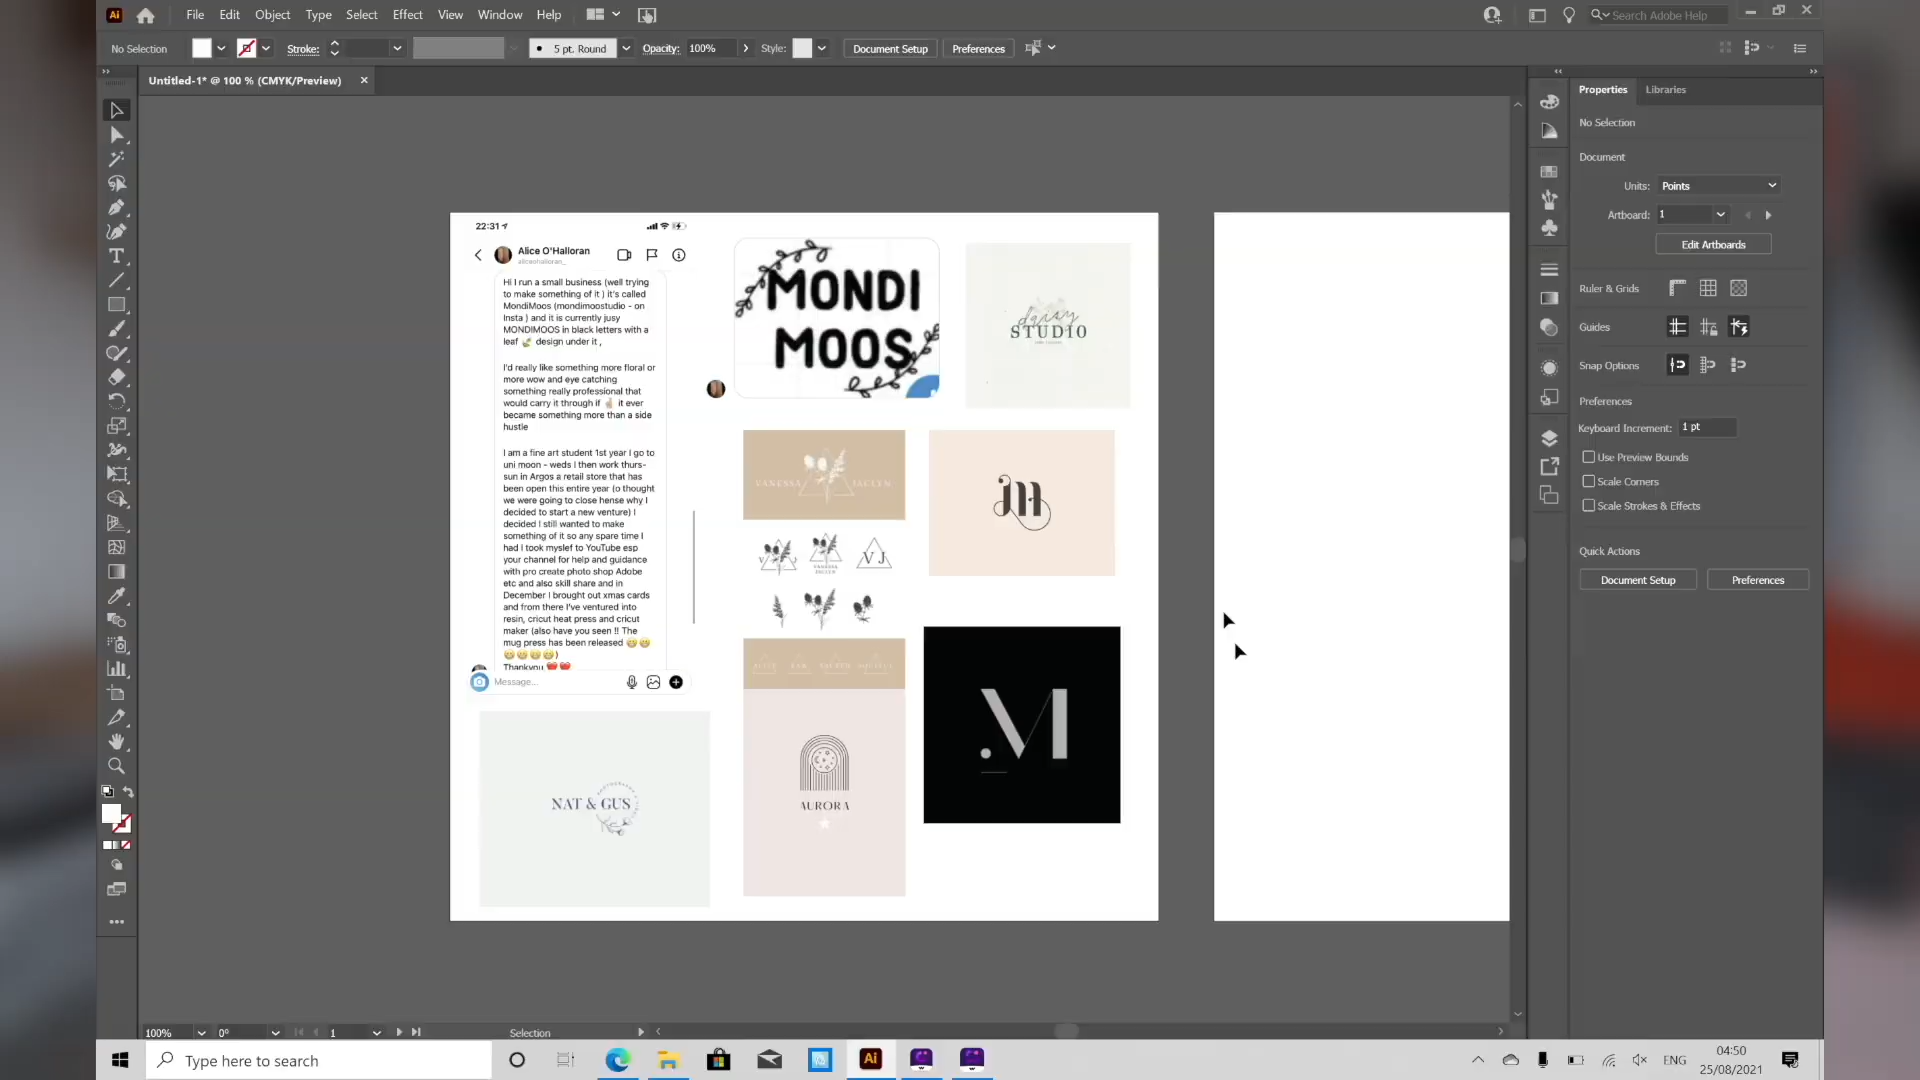 File Edit Object Type Select Effect View Window Help
Search Adobe Help
No Selection
Stroke:
5 pt. Round
Opacity: 100%
Style:
Document Setup
Preferences
Untitled-1* @ 100 % (CMYK/Preview)
22:31
Alice O'Halloran
Hi I run a small business (well trying
to make something of it ) it's called
MondiMoos (mondimoostudio - on
Insta ) and it is currently jusy
MONDIMOOS in black letters with a
leaf 🌿 design under it ,
I'd really like something more floral or
more wow and eye catching
something really professional that
would carry it through if 🤞 it ever
became something more than a side
hustle
I am a fine art student 1st year I go to
uni moon - weds I then work thurs-
sun in Argos a retail store that has
been open this entire year (o thought
we were going to close hense why I
decided to start a new venture) I
decided I still wanted to make
something of it so any spare time I
had I took myslef to YouTube esp
your channel for help and guidance
with pro create photo shop Adobe
etc and also skill share and in
December I brought out xmas cards
and from there I've ventured into
resin, cricut heat press and cricut
maker (also have you seen !! The
mug press has been released 😁😁
😁😁😁😁)
Thankyou ❤️❤️
Message...
MONDI
MOOS
daisy
STUDIO
VANESSA JACLYN
m
V J
VANESSA
JACLYN
V J
NAT & GUS
AURORA
M
Properties
Libraries
No Selection
Document
Units: Points
Artboard: 1
Edit Artboards
Ruler & Grids
Guides
Snap Options
Preferences
Keyboard Increment: 1 pt
Use Preview Bounds
Scale Corners
Scale Strokes & Effects
Quick Actions
Document Setup
Preferences
100%
0°
1
Selection
Type here to search
Ai
ENG
04:50
25/08/2021